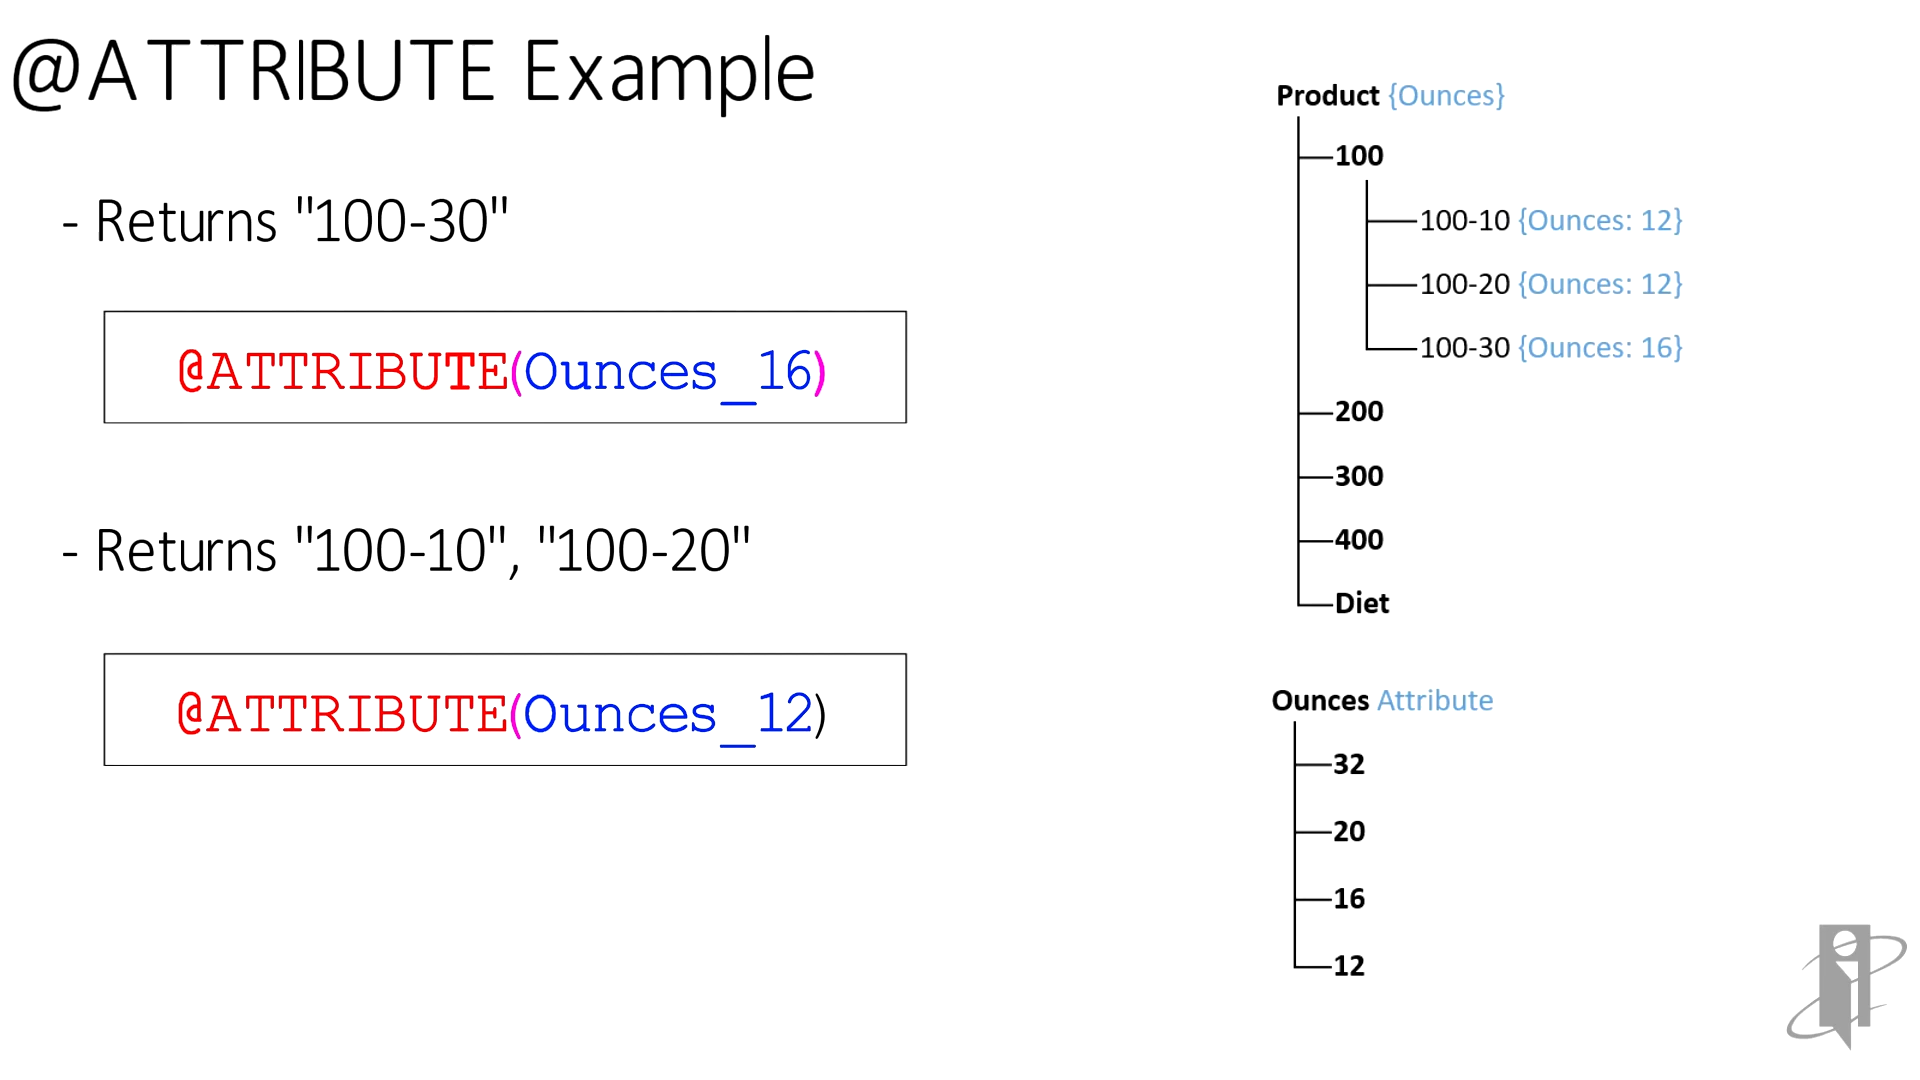 @ATTRIBUTE Example
- Returns "100-30"
@ATTRIBUTE(Ounces_16)
- Returns "100-10", "100-20"
@ATTRIBUTE(Ounces_12)
Product {Ounces}
100
100-10 {Ounces: 12}
100-20 {Ounces: 12}
100-30 {Ounces: 16}
200
300
400
Diet
Ounces Attribute
32
20
16
12